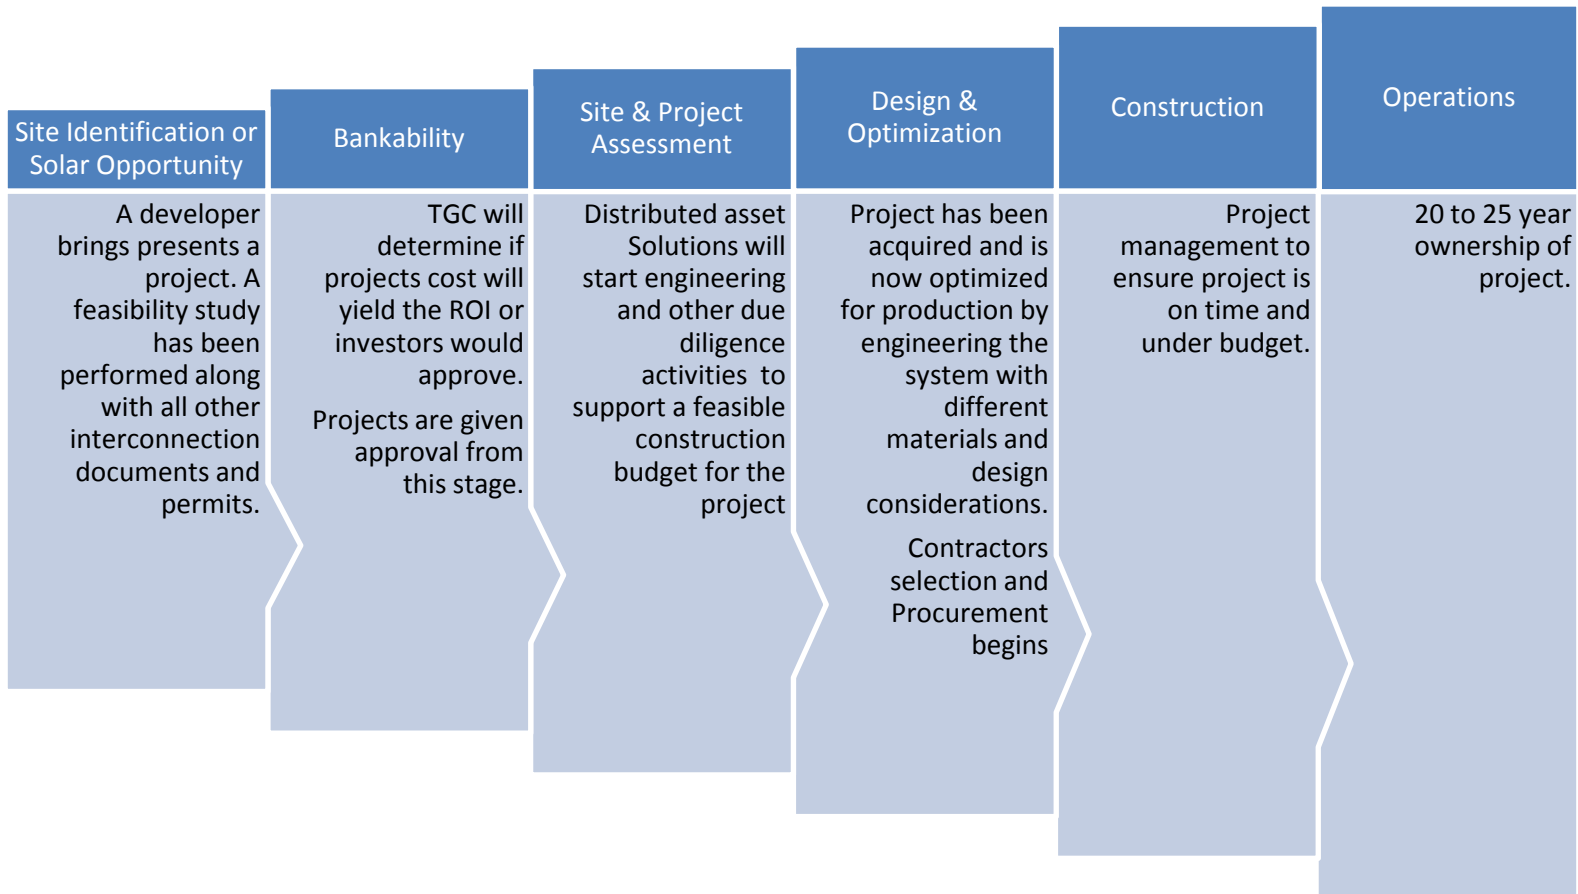 Site Identification or
Solar Opportunity
A developer
brings presents a
project. A
feasibility study
has been
performed along
with all other
interconnection
documents and
permits.
Bankability
TGC will
determine if
projects cost will
yield the ROI or
investors would
approve.
Projects are given
approval from
this stage.
Site & Project
Assessment
Distributed asset
Solutions will
start engineering
and other due
diligence
activities  to
support a feasible
construction
budget for the
project
Design &
Optimization
Project has been
acquired and is
now optimized
for production by
engineering the
system with
different
materials and
design
considerations.
Contractors
selection and
Procurement
begins
Construction
Project
management to
ensure project is
on time and
under budget.
Operations
20 to 25 year
ownership of
project.